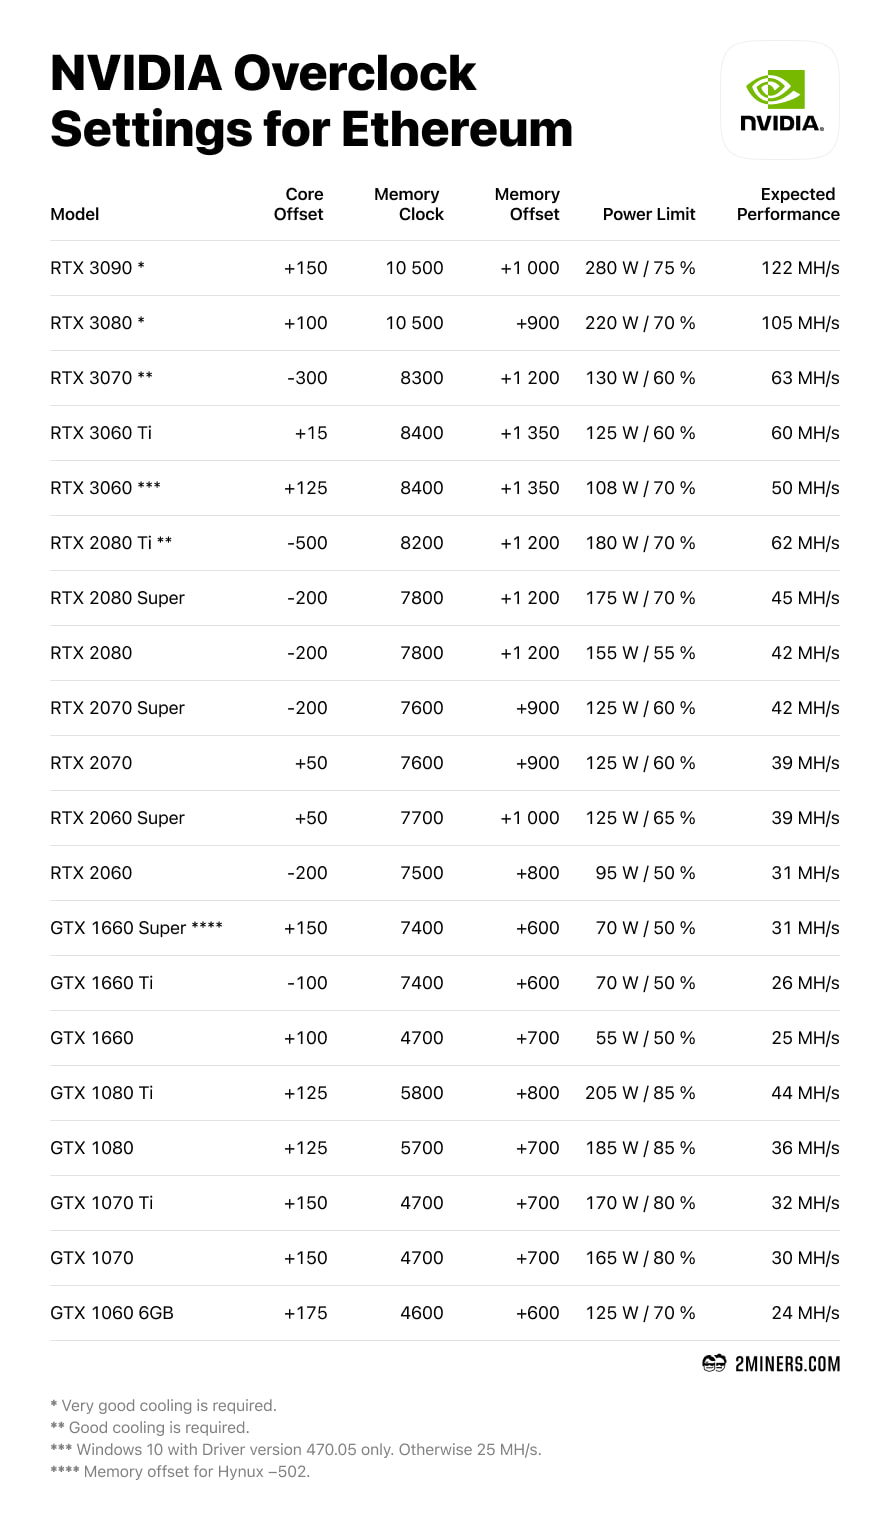 NVIDIA Overclock
Settings for Ethereum
NVIDIA.
Model Core Offset Memory Clock Memory Offset Power Limit Expected Performance
RTX 3090 * +150 10 500 +1 000 280 W / 75 % 122 MH/s
RTX 3080 * +100 10 500 +900 220 W / 70 % 105 MH/s
RTX 3070 ** -300 8300 +1 200 130 W / 60 % 63 MH/s
RTX 3060 Ti +15 8400 +1 350 125 W / 60 % 60 MH/s
RTX 3060 *** +125 8400 +1 350 108 W / 70 % 50 MH/s
RTX 2080 Ti ** -500 8200 +1 200 180 W / 70 % 62 MH/s
RTX 2080 Super -200 7800 +1 200 175 W / 70 % 45 MH/s
RTX 2080 -200 7800 +1 200 155 W / 55 % 42 MH/s
RTX 2070 Super -200 7600 +900 125 W / 60 % 42 MH/s
RTX 2070 +50 7600 +900 125 W / 60 % 39 MH/s
RTX 2060 Super +50 7700 +1 000 125 W / 65 % 39 MH/s
RTX 2060 -200 7500 +800 95 W / 50 % 31 MH/s
GTX 1660 Super **** +150 7400 +600 70 W / 50 % 31 MH/s
GTX 1660 Ti -100 7400 +600 70 W / 50 % 26 MH/s
GTX 1660 +100 4700 +700 55 W / 50 % 25 MH/s
GTX 1080 Ti +125 5800 +800 205 W / 85 % 44 MH/s
GTX 1080 +125 5700 +700 185 W / 85 % 36 MH/s
GTX 1070 Ti +150 4700 +700 170 W / 80 % 32 MH/s
GTX 1070 +150 4700 +700 165 W / 80 % 30 MH/s
GTX 1060 6GB +175 4600 +600 125 W / 70 % 24 MH/s
2MINERS.COM
* Very good cooling is required.
** Good cooling is required.
*** Windows 10 with Driver version 470.05 only. Otherwise 25 MH/s.
**** Memory offset for Hynux –502.